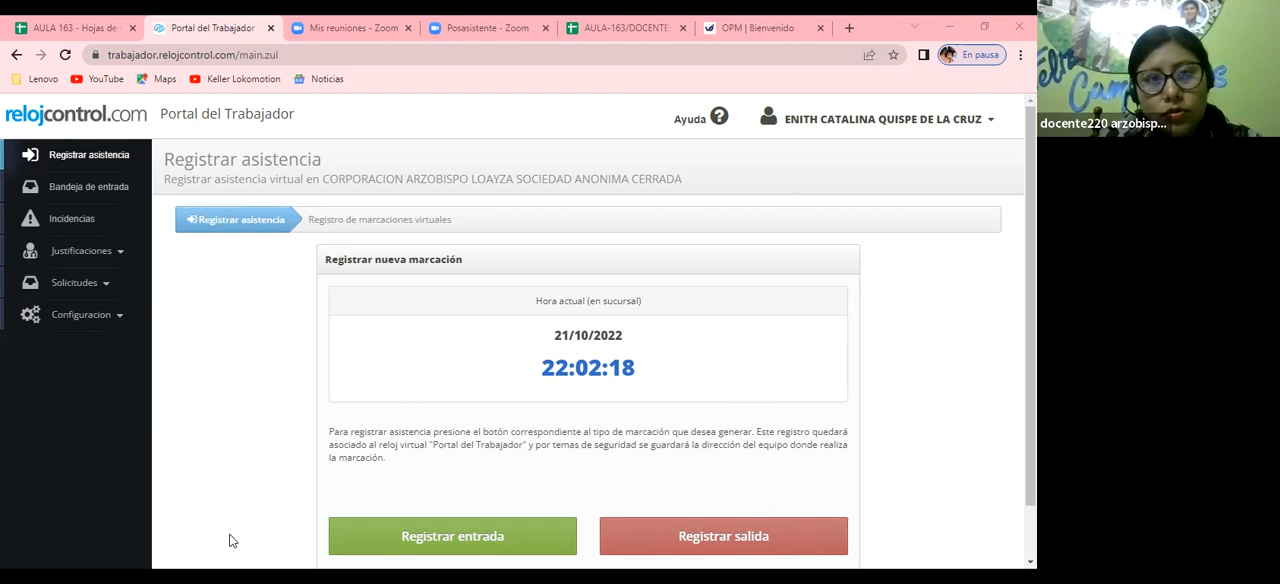 AULA 163 - Hojas de
Portal del Trabajador
Mis reuniones - Zoom
Posasistente - Zoom
AULA-163/DOCENTE:
OPM | Bienvenido
trabajador.relojcontrol.com/main.zul
En pausa
Lenovo
YouTube
Maps
Keller Lokomotion
Noticias
relojcontrol.com
Portal del Trabajador
Ayuda
ENITH CATALINA QUISPE DE LA CRUZ
Registrar asistencia
Bandeja de entrada
Incidencias
Justificaciones
Solicitudes
Configuracion
Registrar asistencia
Registrar asistencia virtual en CORPORACION ARZOBISPO LOAYZA SOCIEDAD ANONIMA CERRADA
Registrar asistencia
Registro de marcaciones virtuales
Registrar nueva marcación
Hora actual (en sucursal)
21/10/2022
22:02:18
Para registrar asistencia presione el botón correspondiente al tipo de marcación que desea generar. Este registro quedará
asociado al reloj virtual "Portal del Trabajador" y por temas de seguridad se guardará la dirección del equipo donde realiza
la marcación.
Registrar entrada
Registrar salida
docente220 arzobisp...